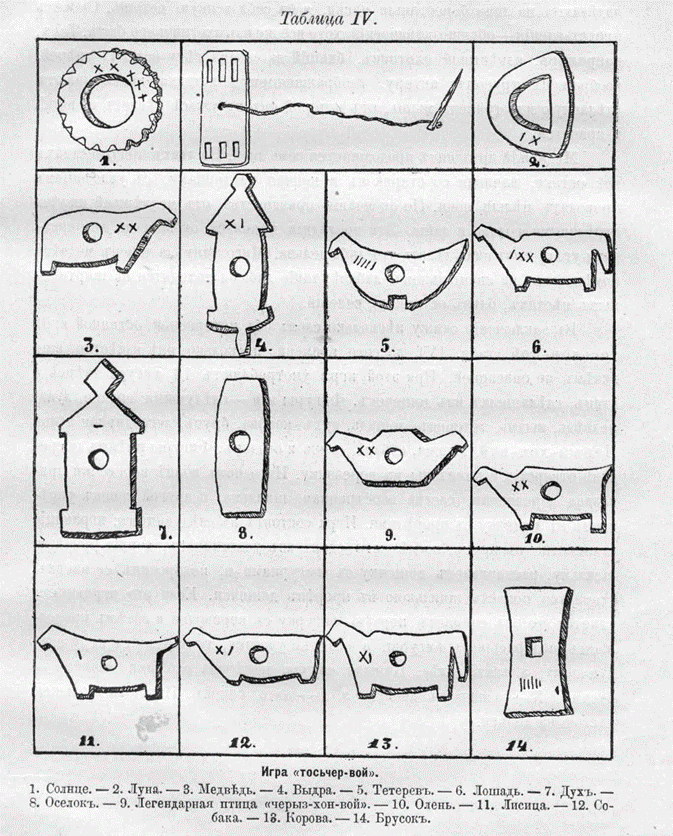 Таблица IV.
1. 2.
3. 4. 5. 6.
7. 8. 9. 10.
11. 12. 13. 14.
Игра «тосьчер-вой».
1. Солнце. — 2. Луна. — 3. Медвѣдь. — 4. Выдра. — 5. Тетеревъ. — 6. Лошадь. — 7. Духъ. —
8. Оселокъ. — 9. Легендарная птица «черыз-хон-вой». — 10. Олень. — 11. Лисица. — 12. Со-
бака. — 13. Корова. — 14. Брусокъ.